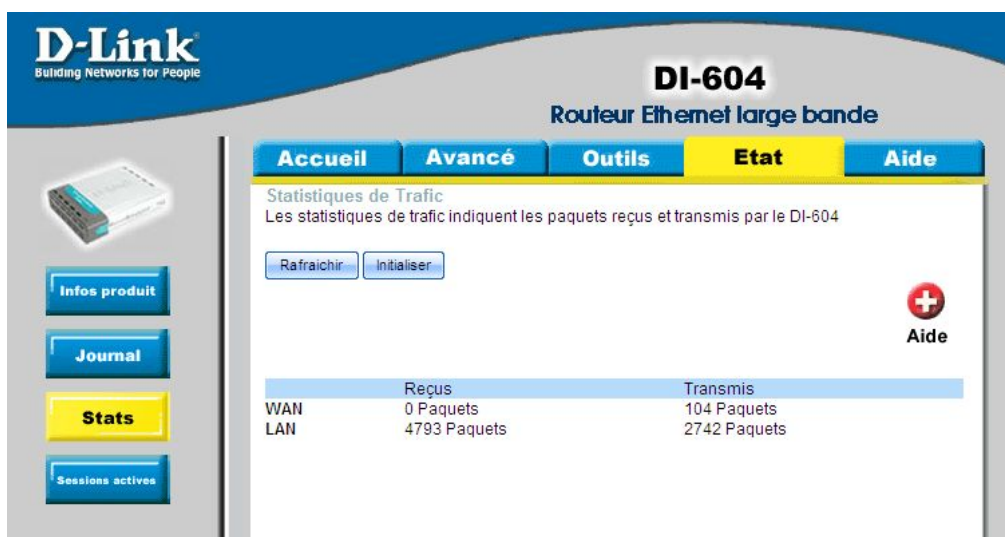 D-Link
Building Networks for People
DI-604
Routeur Ethernet large bande
Accueil Avancé Outils Etat Aide
Statistiques de Trafic
Les statistiques de trafic indiquent les paquets reçus et transmis par le DI-604
Rafraichir Initialiser
Infos produit
Aide
Journal
Reçus Transmis
WAN 0 Paquets 104 Paquets
LAN 4793 Paquets 2742 Paquets
Stats
Sessions actives